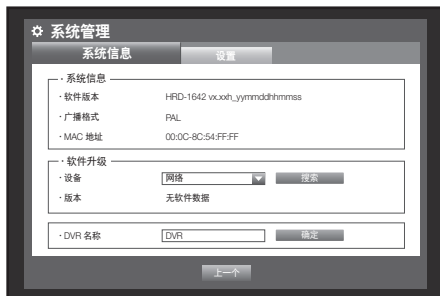 系统管理
系统信息 设置
· 系统信息
· 软件版本 HRD-1642 vx.xxh_yymmddhhmmss
· 广播格式 PAL
· MAC 地址 00:0C-8C:54:FF:FF
· 软件升级
· 设备 网络 搜索
· 版本 无软件数据
· DVR 名称 DVR 确定
上一个